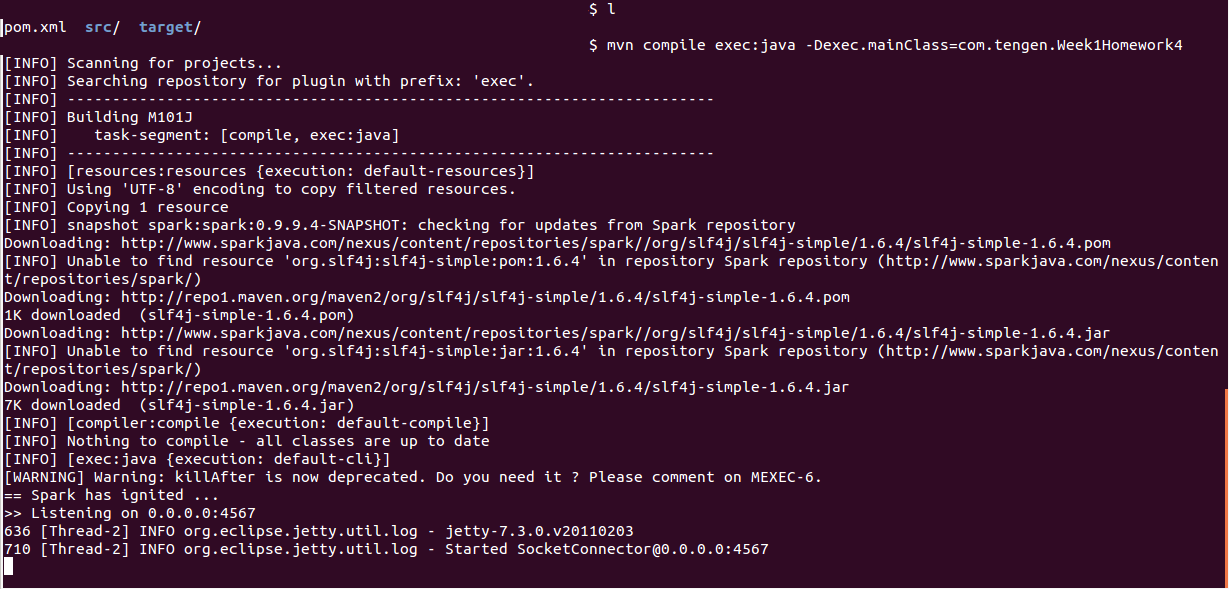 $ l
pom.xml  src/  target/
$ mvn compile exec:java -Dexec.mainClass=com.tengen.Week1Homework4
[INFO] Scanning for projects...
[INFO] Searching repository for plugin with prefix: 'exec'.
[INFO] ------------------------------------------------------------------------
[INFO] Building M101J
[INFO]    task-segment: [compile, exec:java]
[INFO] ------------------------------------------------------------------------
[INFO] [resources:resources {execution: default-resources}]
[INFO] Using 'UTF-8' encoding to copy filtered resources.
[INFO] Copying 1 resource
[INFO] snapshot spark:spark:0.9.9.4-SNAPSHOT: checking for updates from Spark repository
Downloading: http://www.sparkjava.com/nexus/content/repositories/spark//org/slf4j/slf4j-simple/1.6.4/slf4j-simple-1.6.4.pom
[INFO] Unable to find resource 'org.slf4j:slf4j-simple:pom:1.6.4' in repository Spark repository (http://www.sparkjava.com/nexus/conten
t/repositories/spark/)
Downloading: http://repo1.maven.org/maven2/org/slf4j/slf4j-simple/1.6.4/slf4j-simple-1.6.4.pom
1K downloaded  (slf4j-simple-1.6.4.pom)
Downloading: http://www.sparkjava.com/nexus/content/repositories/spark//org/slf4j/slf4j-simple/1.6.4/slf4j-simple-1.6.4.jar
[INFO] Unable to find resource 'org.slf4j:slf4j-simple:jar:1.6.4' in repository Spark repository (http://www.sparkjava.com/nexus/conten
t/repositories/spark/)
Downloading: http://repo1.maven.org/maven2/org/slf4j/slf4j-simple/1.6.4/slf4j-simple-1.6.4.jar
7K downloaded  (slf4j-simple-1.6.4.jar)
[INFO] [compiler:compile {execution: default-compile}]
[INFO] Nothing to compile - all classes are up to date
[INFO] [exec:java {execution: default-cli}]
[WARNING] Warning: killAfter is now deprecated. Do you need it ? Please comment on MEXEC-6.
== Spark has ignited ...
>> Listening on 0.0.0.0:4567
636 [Thread-2] INFO org.eclipse.jetty.util.log - jetty-7.3.0.v20110203
710 [Thread-2] INFO org.eclipse.jetty.util.log - Started SocketConnector@0.0.0.0:4567